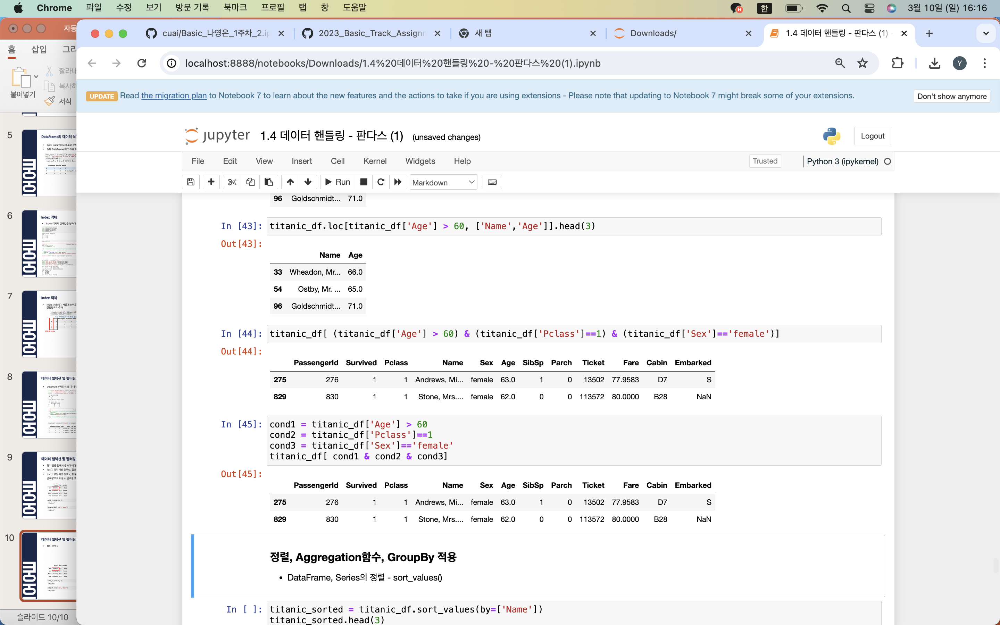 Chrome 파일 수정 보기 방문 기록 북마크 프로필 탭 창 도움말 한 3월 10일 (일) 16:16
자동
홈 삽입 그리
붙여넣기
잘라내
복사하
서식
5
DataFrame의 데이터 삭제
6
Index 객체
7
Index 객체
8
데이터 셀렉션 및 필터링
9
데이터 셀렉션 및 필터링
10
데이터 셀렉션 및 필터링
불린 인덱싱
슬라이드 10/10
cuai/Basic_나영은_1주차_2.ip 2023_Basic_Track_Assignm 새 탭 Downloads/ 1.4 데이터 핸들링 - 판다스 (1)
localhost:8888/notebooks/Downloads/1.4%20데이터%20핸들링%20-%20판다스%20(1).ipynb Y
UPDATE Read the migration plan to Notebook 7 to learn about the new features and the actions to take if you are using extensions - Please note that updating to Notebook 7 might break some of your extensions. Don't show anymore
jupyter 1.4 데이터 핸들링 - 판다스 (1) (unsaved changes) Logout
File Edit View Insert Cell Kernel Widgets Help Trusted Python 3 (ipykernel)
Run Markdown
96 Goldschmidt... 71.0
In [43]: titanic_df.loc[titanic_df['Age'] > 60, ['Name','Age']].head(3)
Out[43]:
Name Age
33 Wheadon, Mr... 66.0
54 Ostby, Mr. ... 65.0
96 Goldschmidt... 71.0
In [44]: titanic_df[ (titanic_df['Age'] > 60) & (titanic_df['Pclass']==1) & (titanic_df['Sex']=='female')]
Out[44]:
PassengerId Survived Pclass Name Sex Age SibSp Parch Ticket Fare Cabin Embarked
275 276 1 1 Andrews, Mi... female 63.0 1 0 13502 77.9583 D7 S
829 830 1 1 Stone, Mrs.... female 62.0 0 0 113572 80.0000 B28 NaN
In [45]: cond1 = titanic_df['Age'] > 60
cond2 = titanic_df['Pclass']==1
cond3 = titanic_df['Sex']=='female'
titanic_df[ cond1 & cond2 & cond3]
Out[45]:
PassengerId Survived Pclass Name Sex Age SibSp Parch Ticket Fare Cabin Embarked
275 276 1 1 Andrews, Mi... female 63.0 1 0 13502 77.9583 D7 S
829 830 1 1 Stone, Mrs.... female 62.0 0 0 113572 80.0000 B28 NaN
정렬, Aggregation함수, GroupBy 적용
• DataFrame, Series의 정렬 - sort_values()
In [ ]: titanic_sorted = titanic_df.sort_values(by=['Name'])
titanic_sorted.head(3)